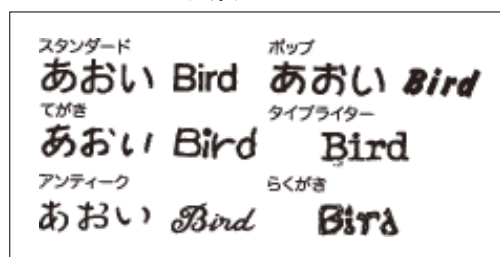 スタンダード ポップ
あおい Bird あおい Bird
てがき タイプライター
あおい Bird Bird
アンティーク らくがき
あおい Bird Bird